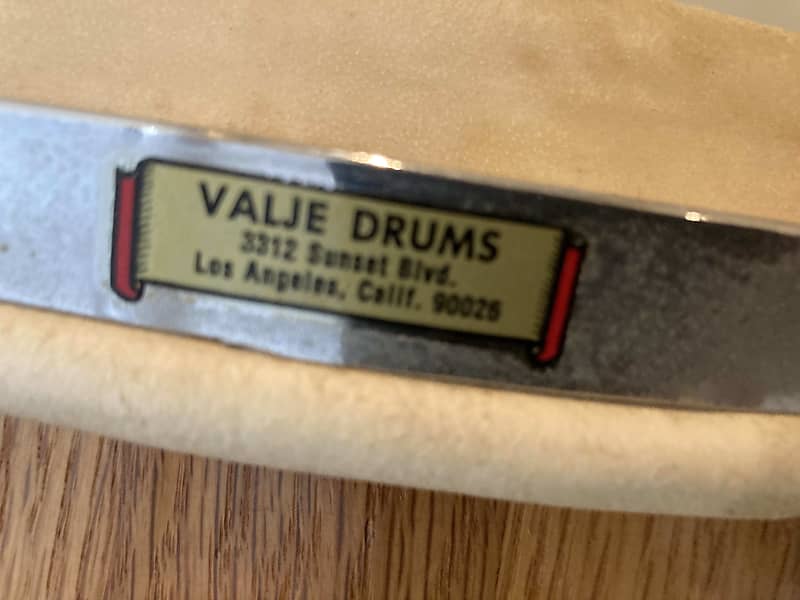 VALJE DRUMS
3312 Sunset Blvd.
Los Angeles, Calif. 90026